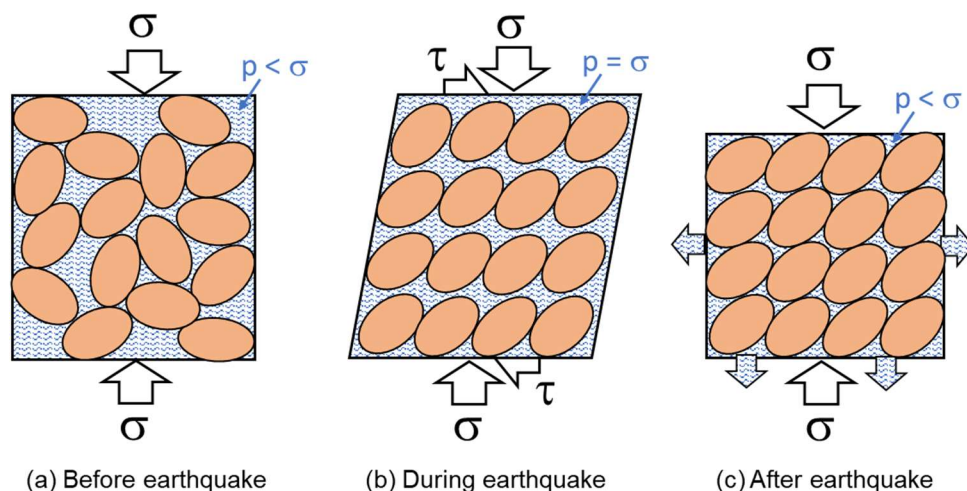 σ
p < σ
σ
(a) Before earthquake
σ
τ
p = σ
τ
σ
(b) During earthquake
σ
p < σ
σ
(c) After earthquake